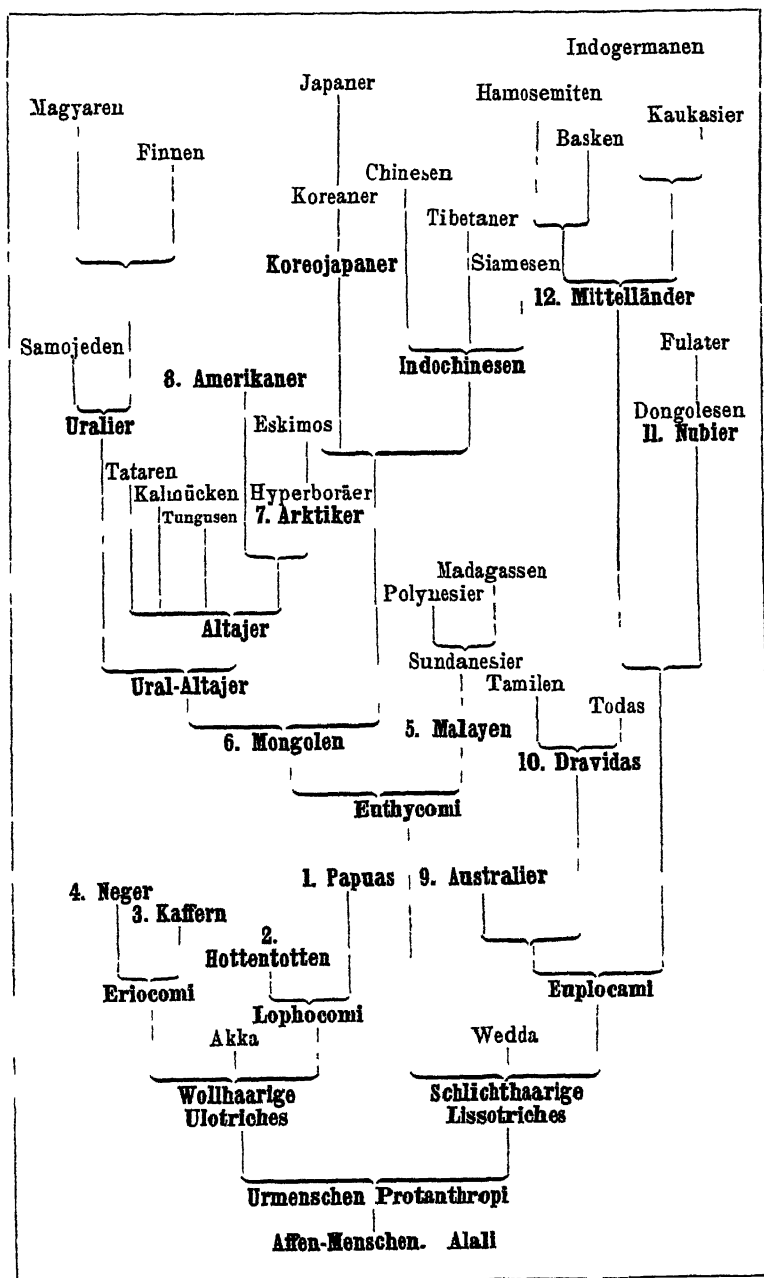 Indogermanen
Japaner
Hamosemiten
Magyaren
Kaukasier
Basken
Finnen
Chinesen
Koreaner
Tibetaner
Koreojapaner
Siamesen
12. Mittelländer
Samojeden
Fulater
8. Amerikaner
Indochinesen
Eskimos
Dongolesen
Uralier
11. Nubier
Tataren
Kalmücken
Hyperboräer
Tungusen
7. Arktiker
Madagassen
Polynesier
Altajer
Sundanesier
Ural-Altajer
Tamilen
Todas
5. Malayen
6. Mongolen
10. Dravidas
Euthycomi
1. Papuas
9. Australier
4. Neger
3. Kaffern
2.
Hottentotten
Eriocomi
Euplocami
Lophocomi
Akka
Wedda
Wollhaarige
Ulotriches
Schlichthaarige
Lissotriches
Urmenschen Protanthropi
Affen-Menschen. Alali